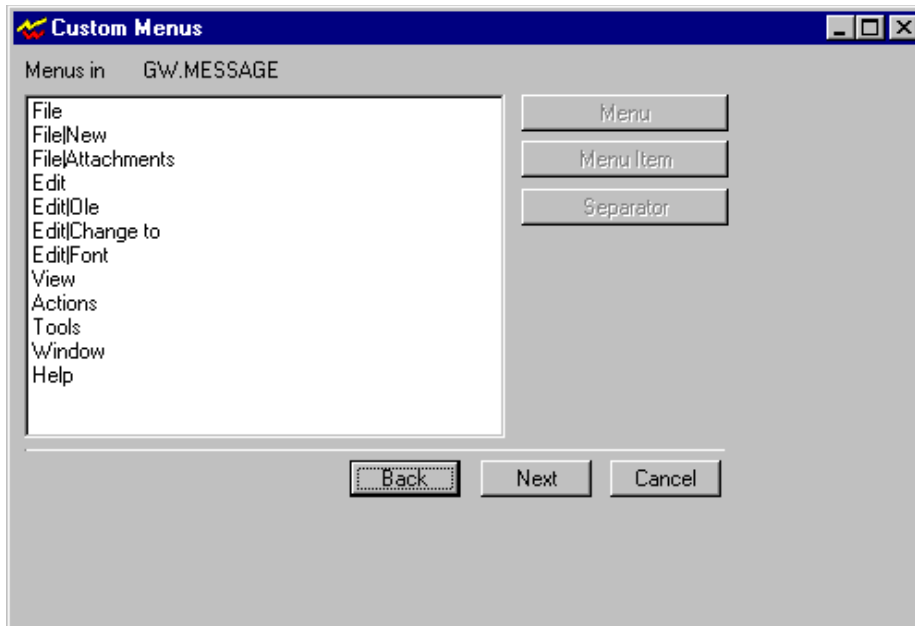 Custom Menus
Menus in GW.MESSAGE
File
File|New
File|Attachments
Edit
Edit|Ole
Edit|Change to
Edit|Font
View
Actions
Tools
Window
Help
Menu
Menu Item
Separator
Back Next Cancel